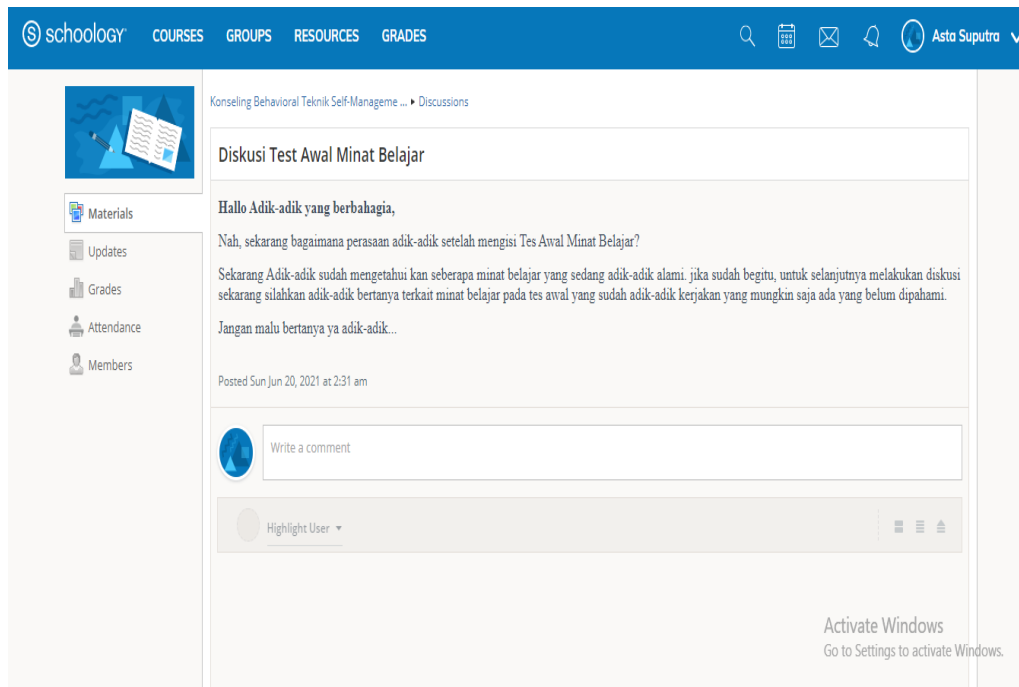 schoology COURSES GROUPS RESOURCES GRADES Asta Suputra
Konseling Behavioral Teknik Self-Manageme ... ▸ Discussions
Diskusi Test Awal Minat Belajar
Materials
Updates
Grades
Attendance
Members
Hallo Adik-adik yang berbahagia,
Nah, sekarang bagaimana perasaan adik-adik setelah mengisi Tes Awal Minat Belajar?
Sekarang Adik-adik sudah mengetahui kan seberapa minat belajar yang sedang adik-adik alami. jika sudah begitu, untuk selanjutnya melakukan diskusi
sekarang silahkan adik-adik bertanya terkait minat belajar pada tes awal yang sudah adik-adik kerjakan yang mungkin saja ada yang belum dipahami.
Jangan malu bertanya ya adik-adik...
Posted Sun Jun 20, 2021 at 2:31 am
Write a comment
Highlight User
Activate Windows
Go to Settings to activate Windows.